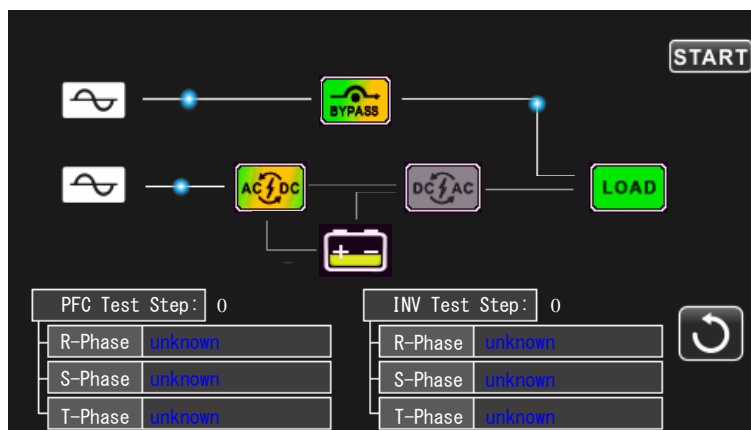 START
BYPASS
AC DC
DC AC
LOAD
+ -
PFC Test Step: 0
R-Phase unknown
S-Phase unknown
T-Phase unknown
INV Test Step: 0
R-Phase unknown
S-Phase unknown
T-Phase unknown